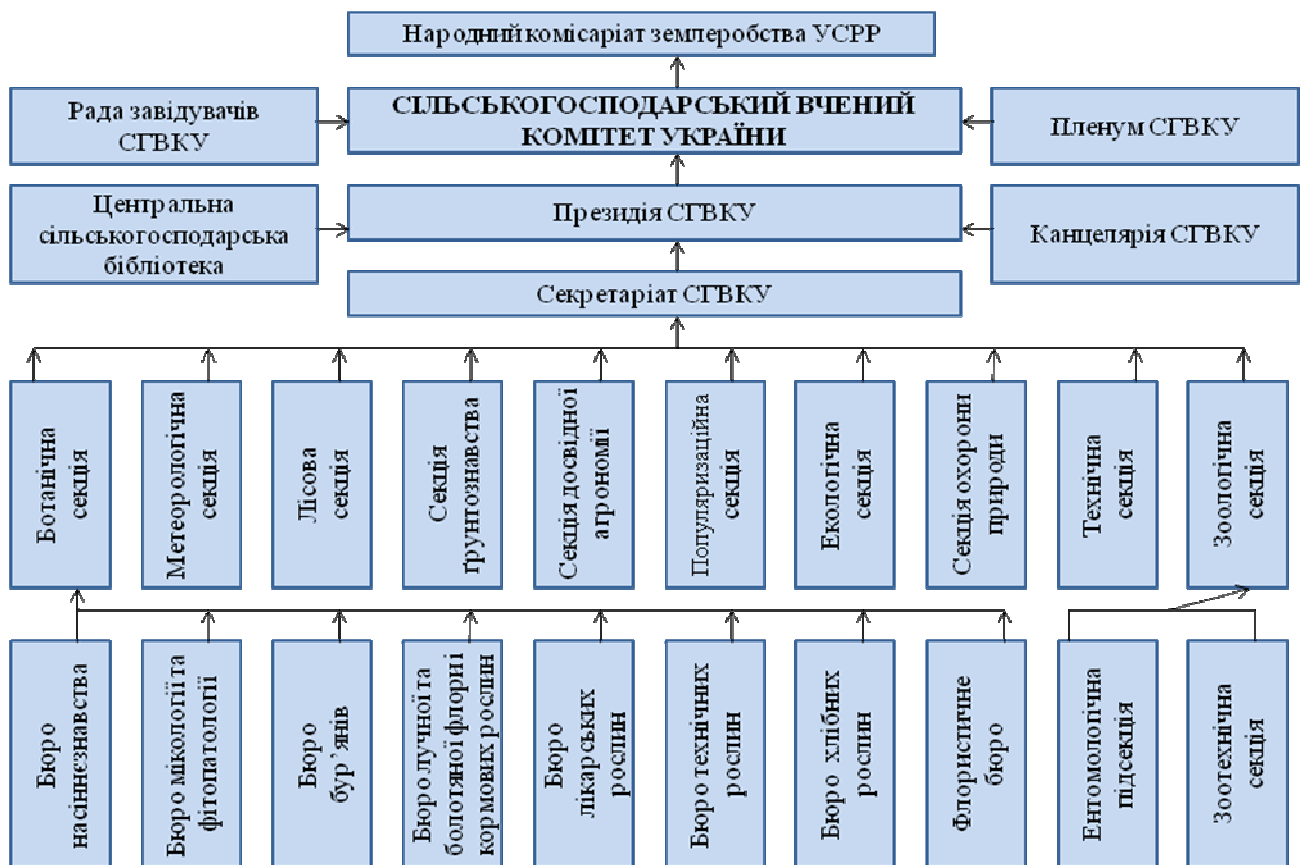 Народний комісаріат землеробства УСРР
Рада завідувачів
СГВКУ
СІЛЬСЬКОГОСПОДАРСЬКИЙ ВЧЕНИЙ
КОМІТЕТ УКРАЇНИ
Пленум СГВКУ
Центральна
сільськогосподарська
бібліотека
Президія СГВКУ
Канцелярія СГВКУ
Секретаріат СГВКУ
Ботанічна
секція
Метеорологічна
секція
Лісова
секція
Секція
ґрунтознавства
Секція досвідної
агрономії
Популяризаційна
секція
Екологічна
секція
Секція охорони
природи
Технічна
секція
Зоологічна
секція
Бюро
насіннєзнавства
Бюро мікології та
фітопатології
Бюро
бур’янів
Бюро лучної та
болотяної флори і
кормових рослин
Бюро
лікарських
рослин
Бюро технічних
рослин
Бюро хлібних
рослин
Флористичне
бюро
Ентомологічна
підсекція
Зоотехнічна
секція